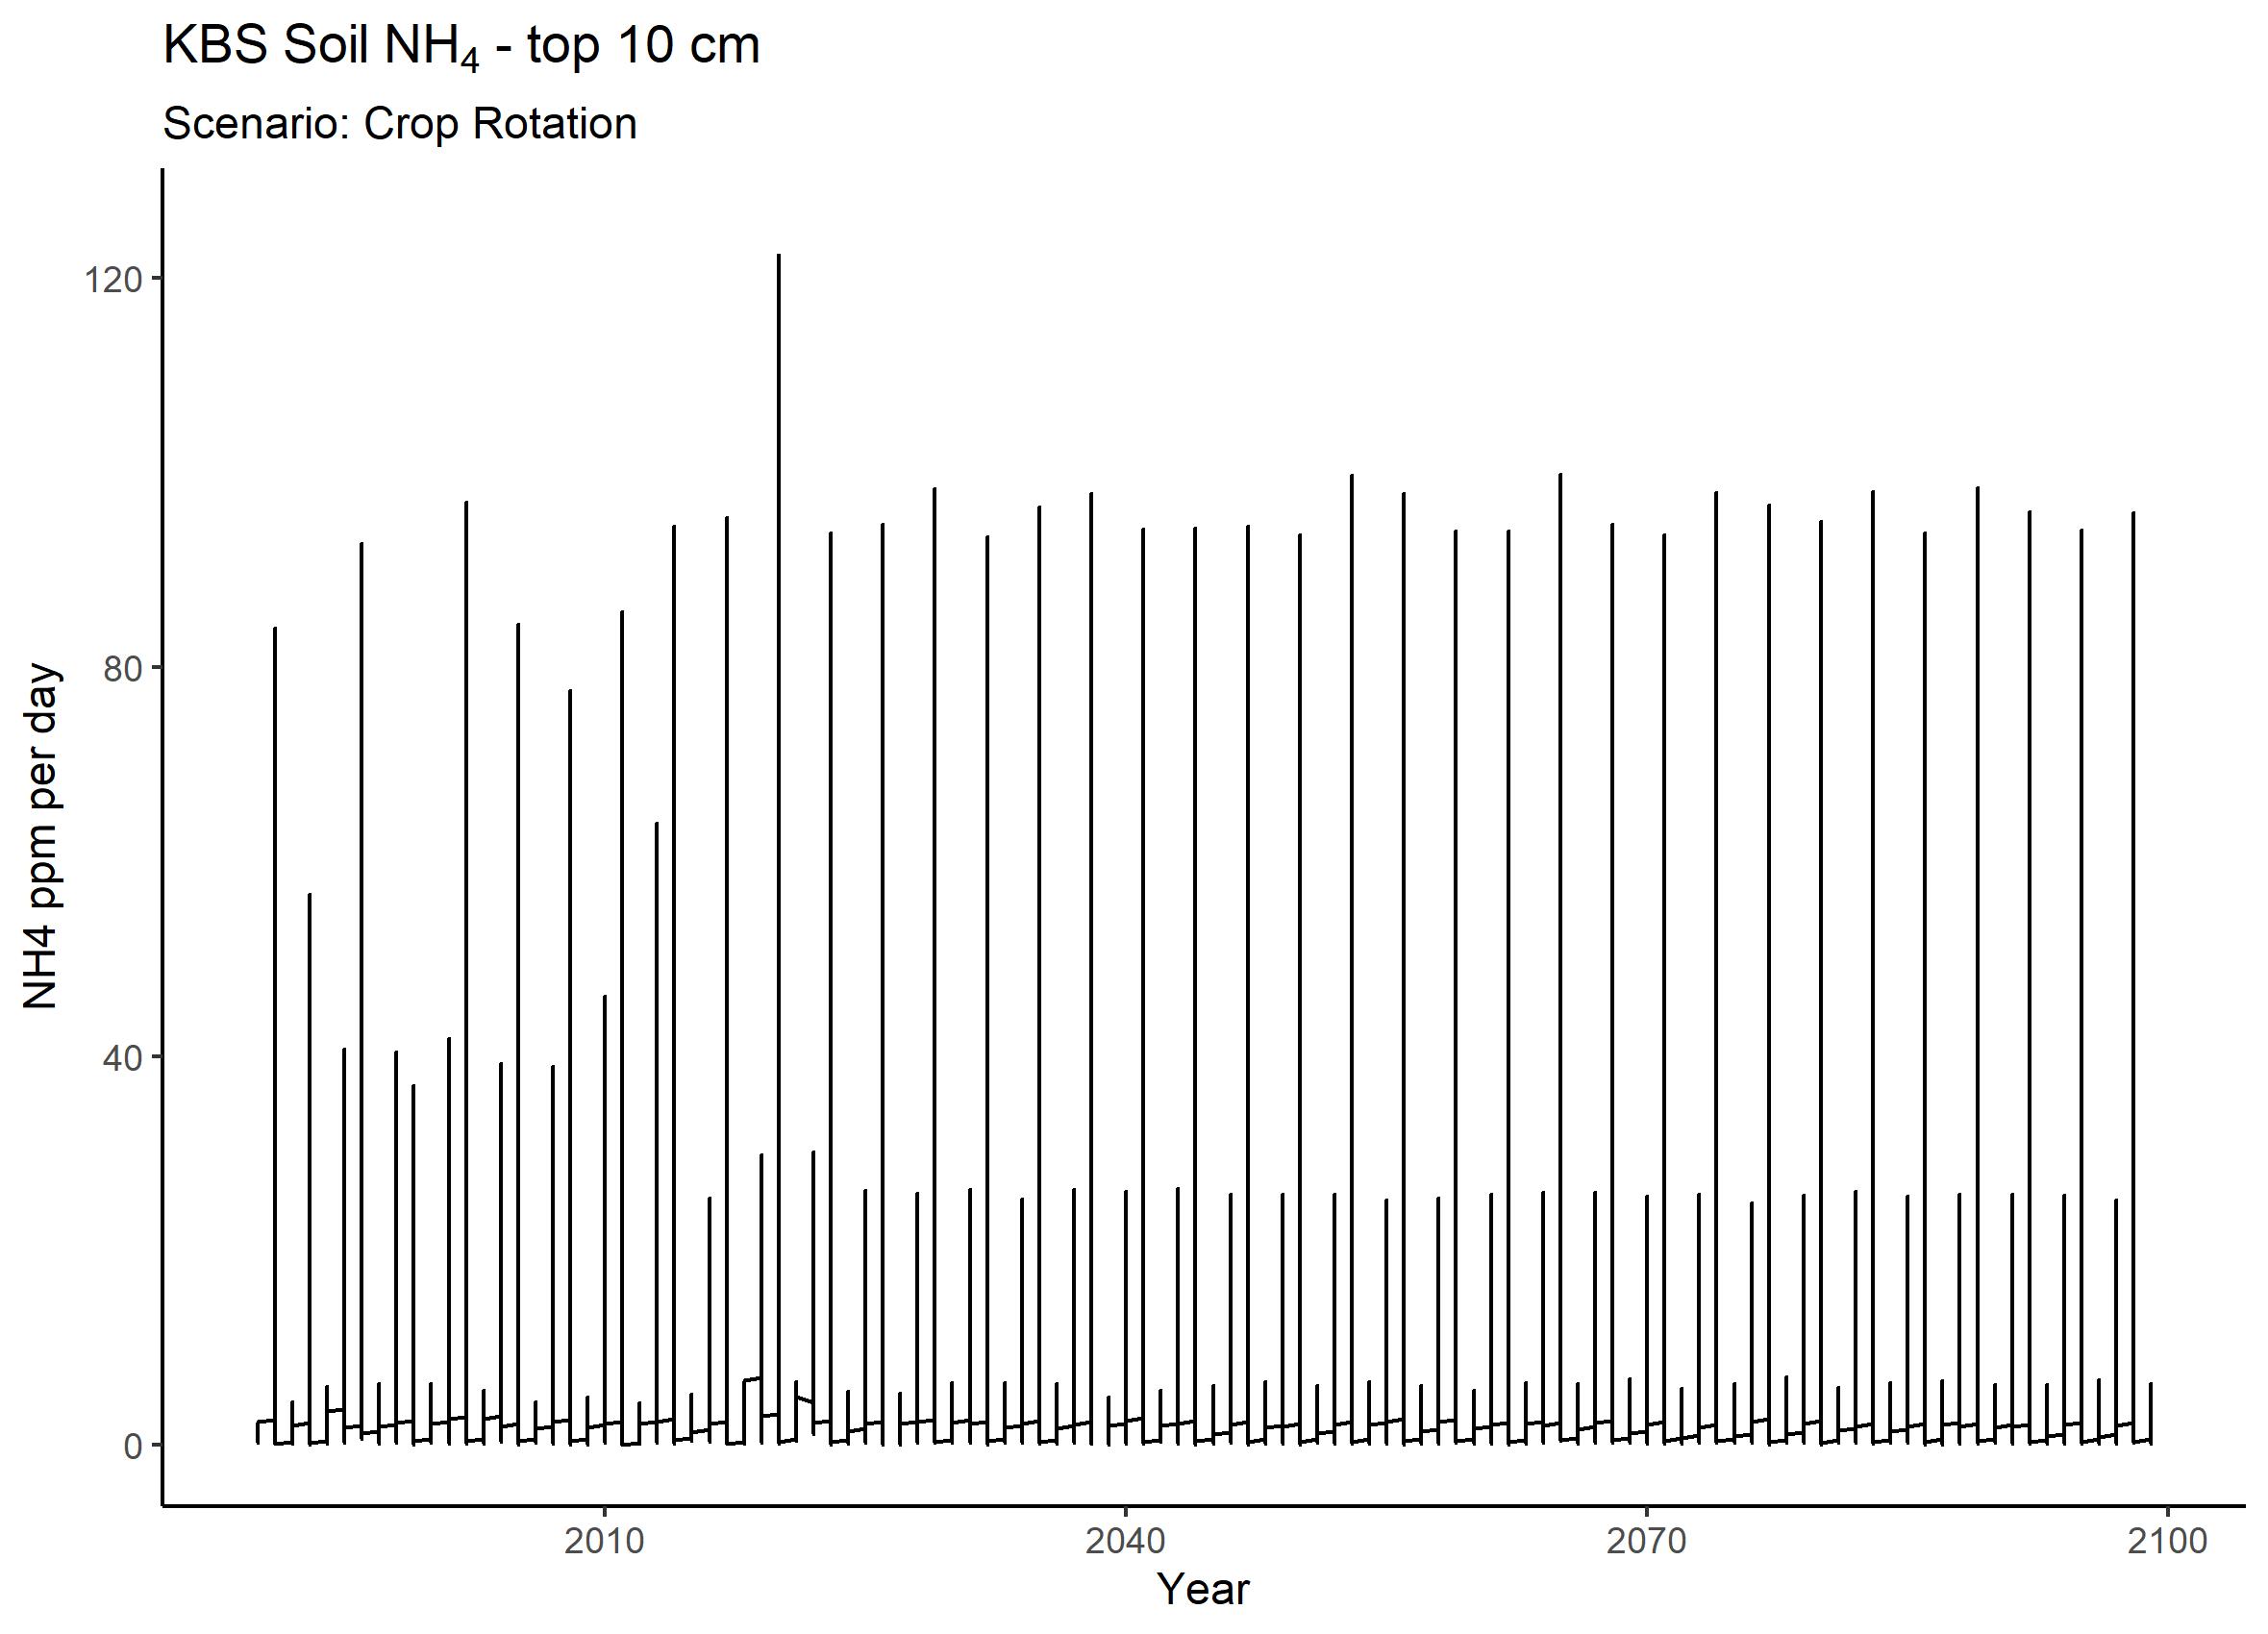 KBS Soil NH₄ - top 10 cm
Scenario: Crop Rotation
NH4 ppm per day
120
80
40
0
2010
2040
2070
2100
Year